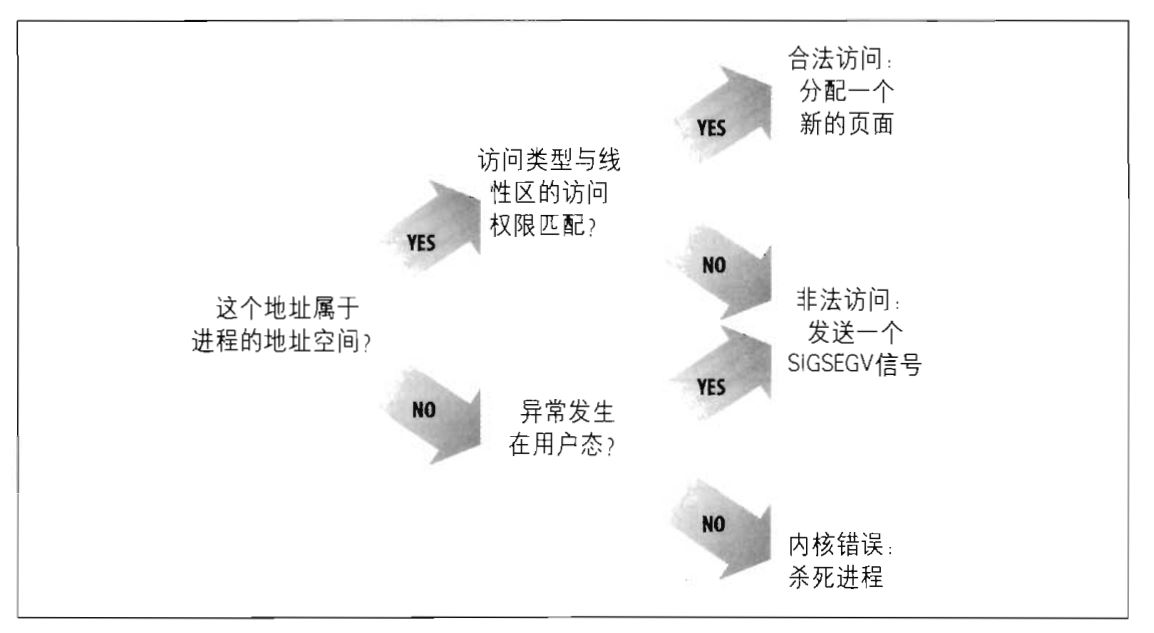 这个地址属于
进程的地址空间?
YES
访问类型与线
性区的访问
权限匹配?
YES
合法访问:
分配一个
新的页面
NO
非法访问:
发送一个
SIGSEGV信号
NO
异常发生
在用户态?
YES
NO
内核错误:
杀死进程